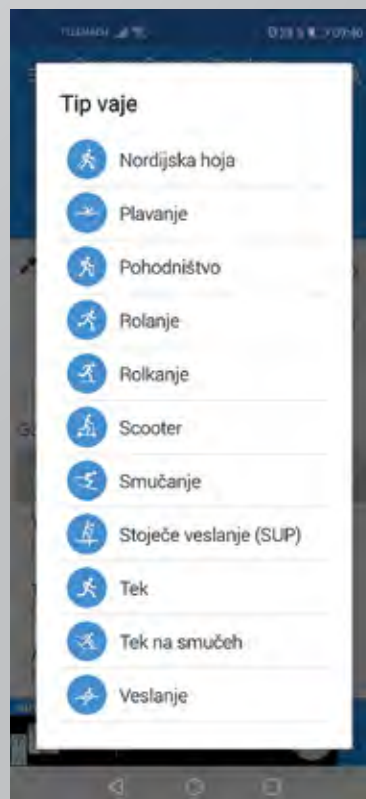 Tip vaje
Nordijska hoja
Plavanje
Pohodništvo
Rolanje
Rolkanje
Scooter
Smučanje
Stoječe veslanje (SUP)
Tek
Tek na smučeh
Veslanje